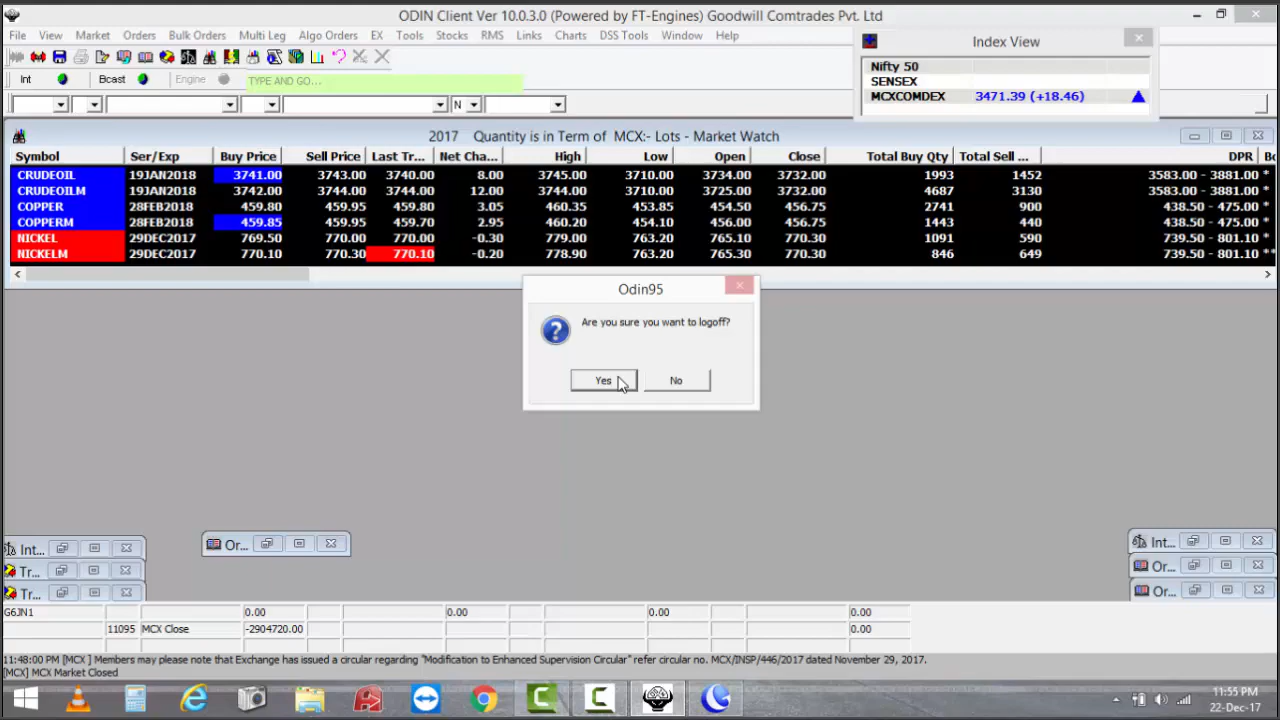 ODIN Client Ver 10.0.3.0 (Powered by FT-Engines) Goodwill Comtrades Pvt. Ltd
File View Market Orders Bulk Orders Multi Leg Algo Orders EX Tools Stocks RMS Links Charts DSS Tools Window Help
Index View
Nifty 50
SENSEX
MCXCOMDEX 3471.39 (+18.46)
Int Bcast Engine TYPE AND GO...
N
2017 Quantity is in Term of MCX:- Lots - Market Watch
Symbol Ser/Exp Buy Price Sell Price Last Tr... Net Cha... High Low Open Close Total Buy Qty Total Sell ... DPR
CRUDEOIL 19JAN2018 3741.00 3743.00 3740.00 8.00 3745.00 3710.00 3734.00 3732.00 1993 1452 3583.00 - 3881.00 *
CRUDEOILM 19JAN2018 3742.00 3744.00 3744.00 12.00 3744.00 3710.00 3725.00 3732.00 4687 3130 3583.00 - 3881.00 *
COPPER 28FEB2018 459.80 459.95 459.80 3.05 460.35 453.85 454.50 456.75 2741 900 438.50 - 475.00 *
COPPERM 28FEB2018 459.85 459.95 459.70 2.95 460.20 454.10 456.00 456.75 1443 440 438.50 - 475.00 *
NICKEL 29DEC2017 769.50 770.00 770.00 -0.30 779.00 763.20 765.10 770.30 1091 590 739.50 - 801.10 *
NICKELM 29DEC2017 770.10 770.30 770.10 -0.20 778.90 763.20 765.30 770.30 846 649 739.50 - 801.10 **
Odin95
Are you sure you want to logoff?
Yes No
Int... Or... Int...
Tr... Or...
Tr... Or...
G6JN1 0.00 0.00 0.00 0.00
11095 MCX Close -2904720.00 0.00
11:48:00 PM [MCX ] Members may please note that Exchange has issued a circular regarding "Modification to Enhanced Supervision Circular" refer circular no. MCX/INSP/446/2017 dated November 29, 2017.
[MCX] MCX Market Closed
11:55 PM
22-Dec-17